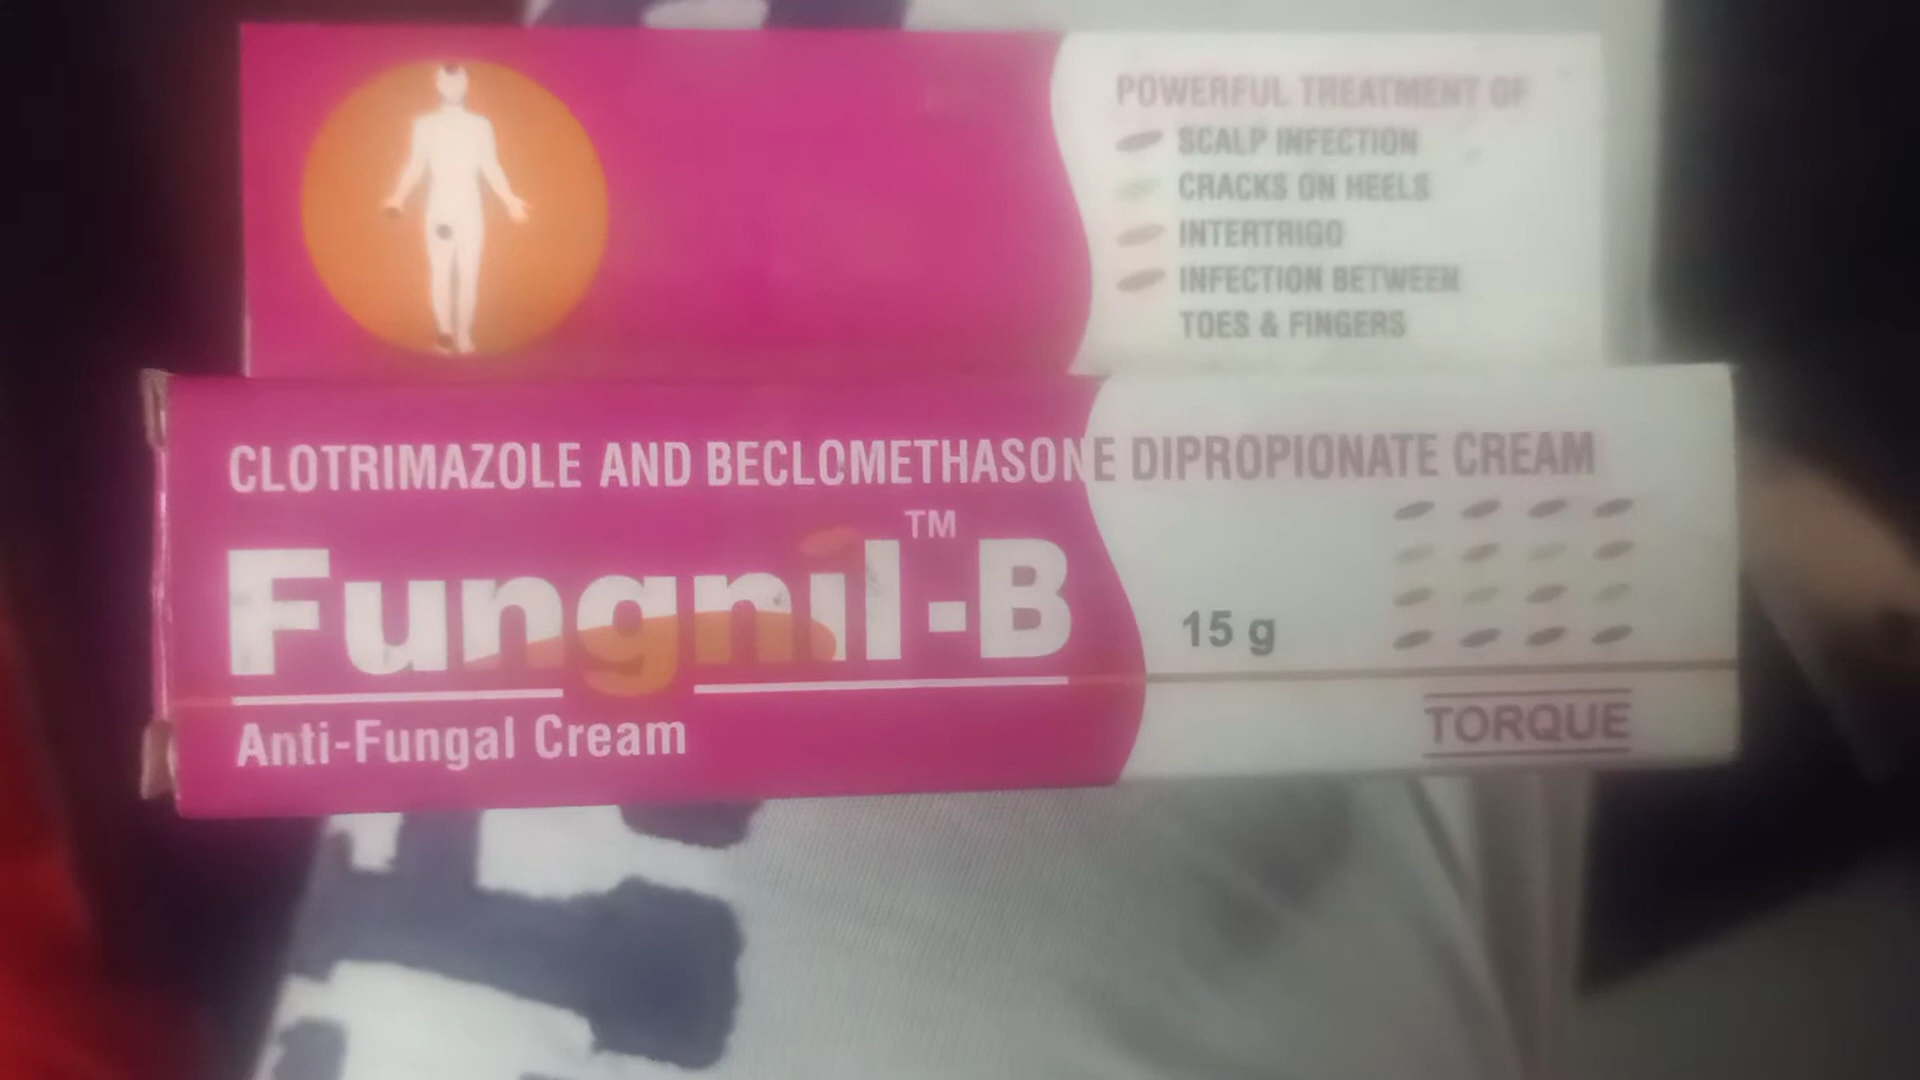 POWERFUL TREATMENT OF
SCALP INFECTION
CRACKS ON HEELS
INTERTRIGO
INFECTION BETWEEN
TOES & FINGERS
CLOTRIMAZOLE AND BECLOMETHASONE DIPROPIONATE CREAM
Fungnil-B TM
15 g
Anti-Fungal Cream
TORQUE